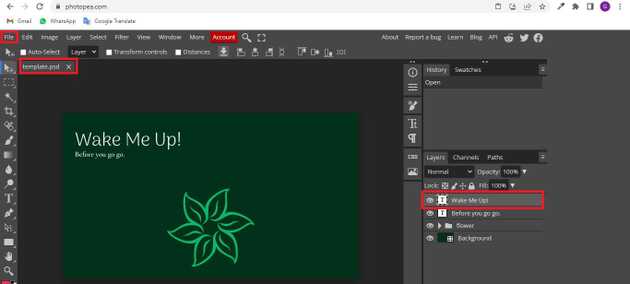 photopea.com
G
Gmail WhatsApp Google Translate
File Edit Image Layer Select Filter View Window More Account About Report a bug Learn Blog API
Auto-Select Layer Transform controls Distances
template.psd
History Swatches
Open
Wake Me Up!
Before you go go.
Layers Channels Paths
Normal Opacity: 100%
Lock: Fill: 100%
T Wake Me Up!
T Before you go go.
flower
Background